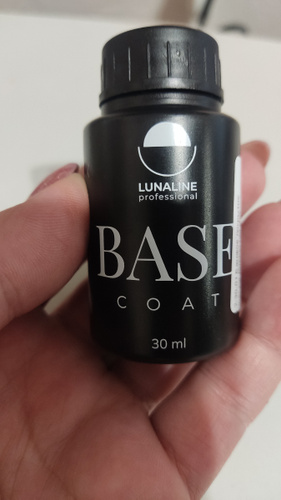 LUNALINE
professional
BASE
COAT
30 ml